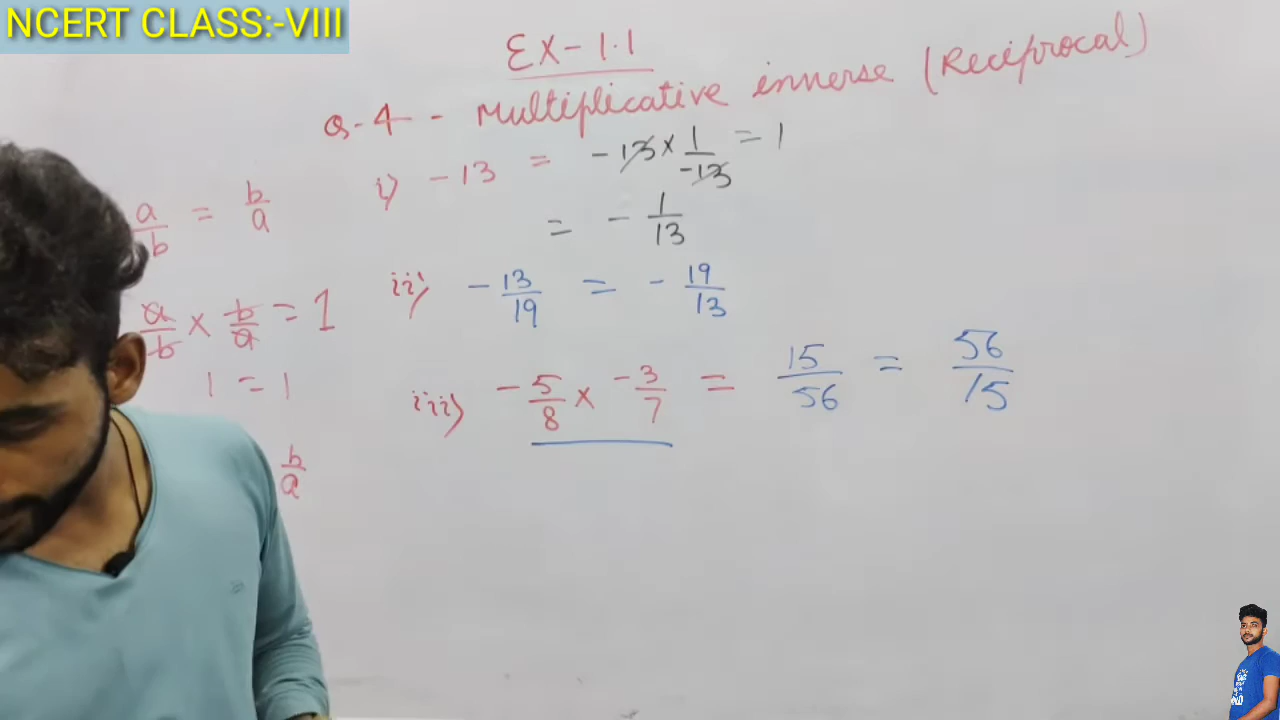 NCERT CLASS:-VIII
EX-1.1
Q-4- Multiplicative inverse (Reciprocal)
i) -13 = -13 × 1/-13 = 1
= - 1/13
ii) - 13/19 = - 19/13
iii) - 5/8 × -3/7 = 15/56 = 56/15
a/b = b/a
a/b × b/a = 1
1 = 1
b/a